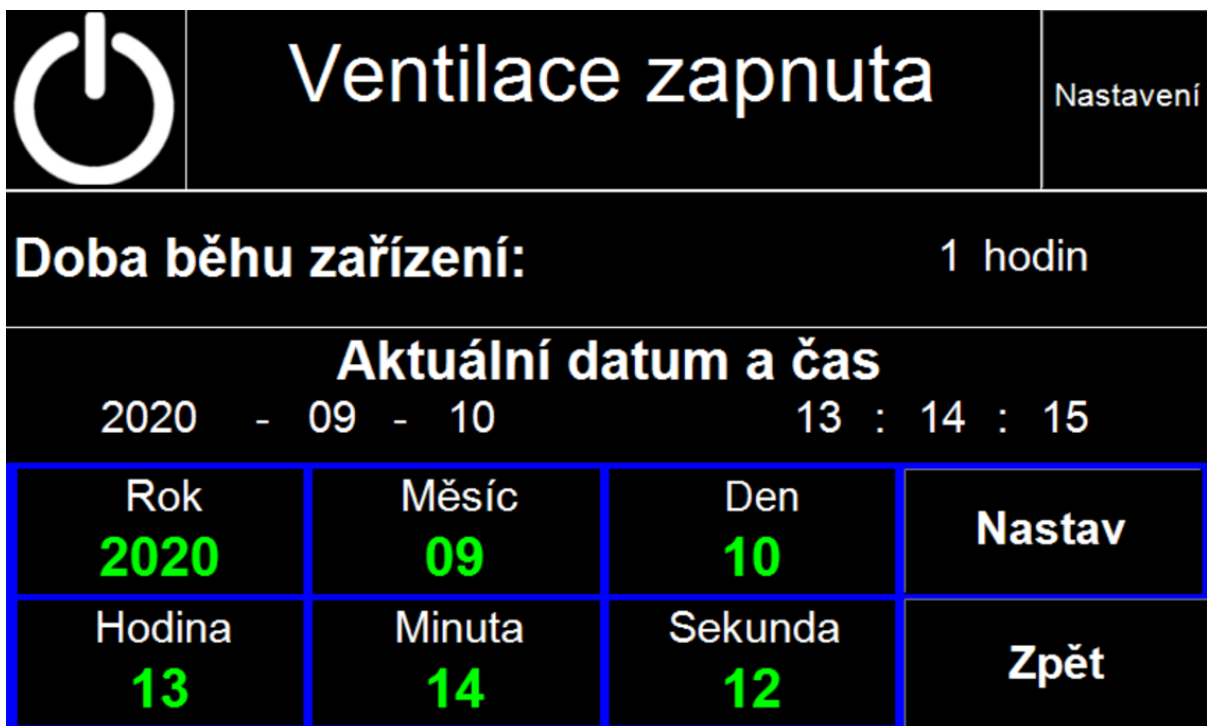 Ventilace zapnuta
Nastavení
Doba běhu zařízení: 1 hodin
Aktuální datum a čas
2020 - 09 - 10 13 : 14 : 15
Rok Měsíc Den
2020 09 10
Nastav
Hodina Minuta Sekunda
13 14 12
Zpět